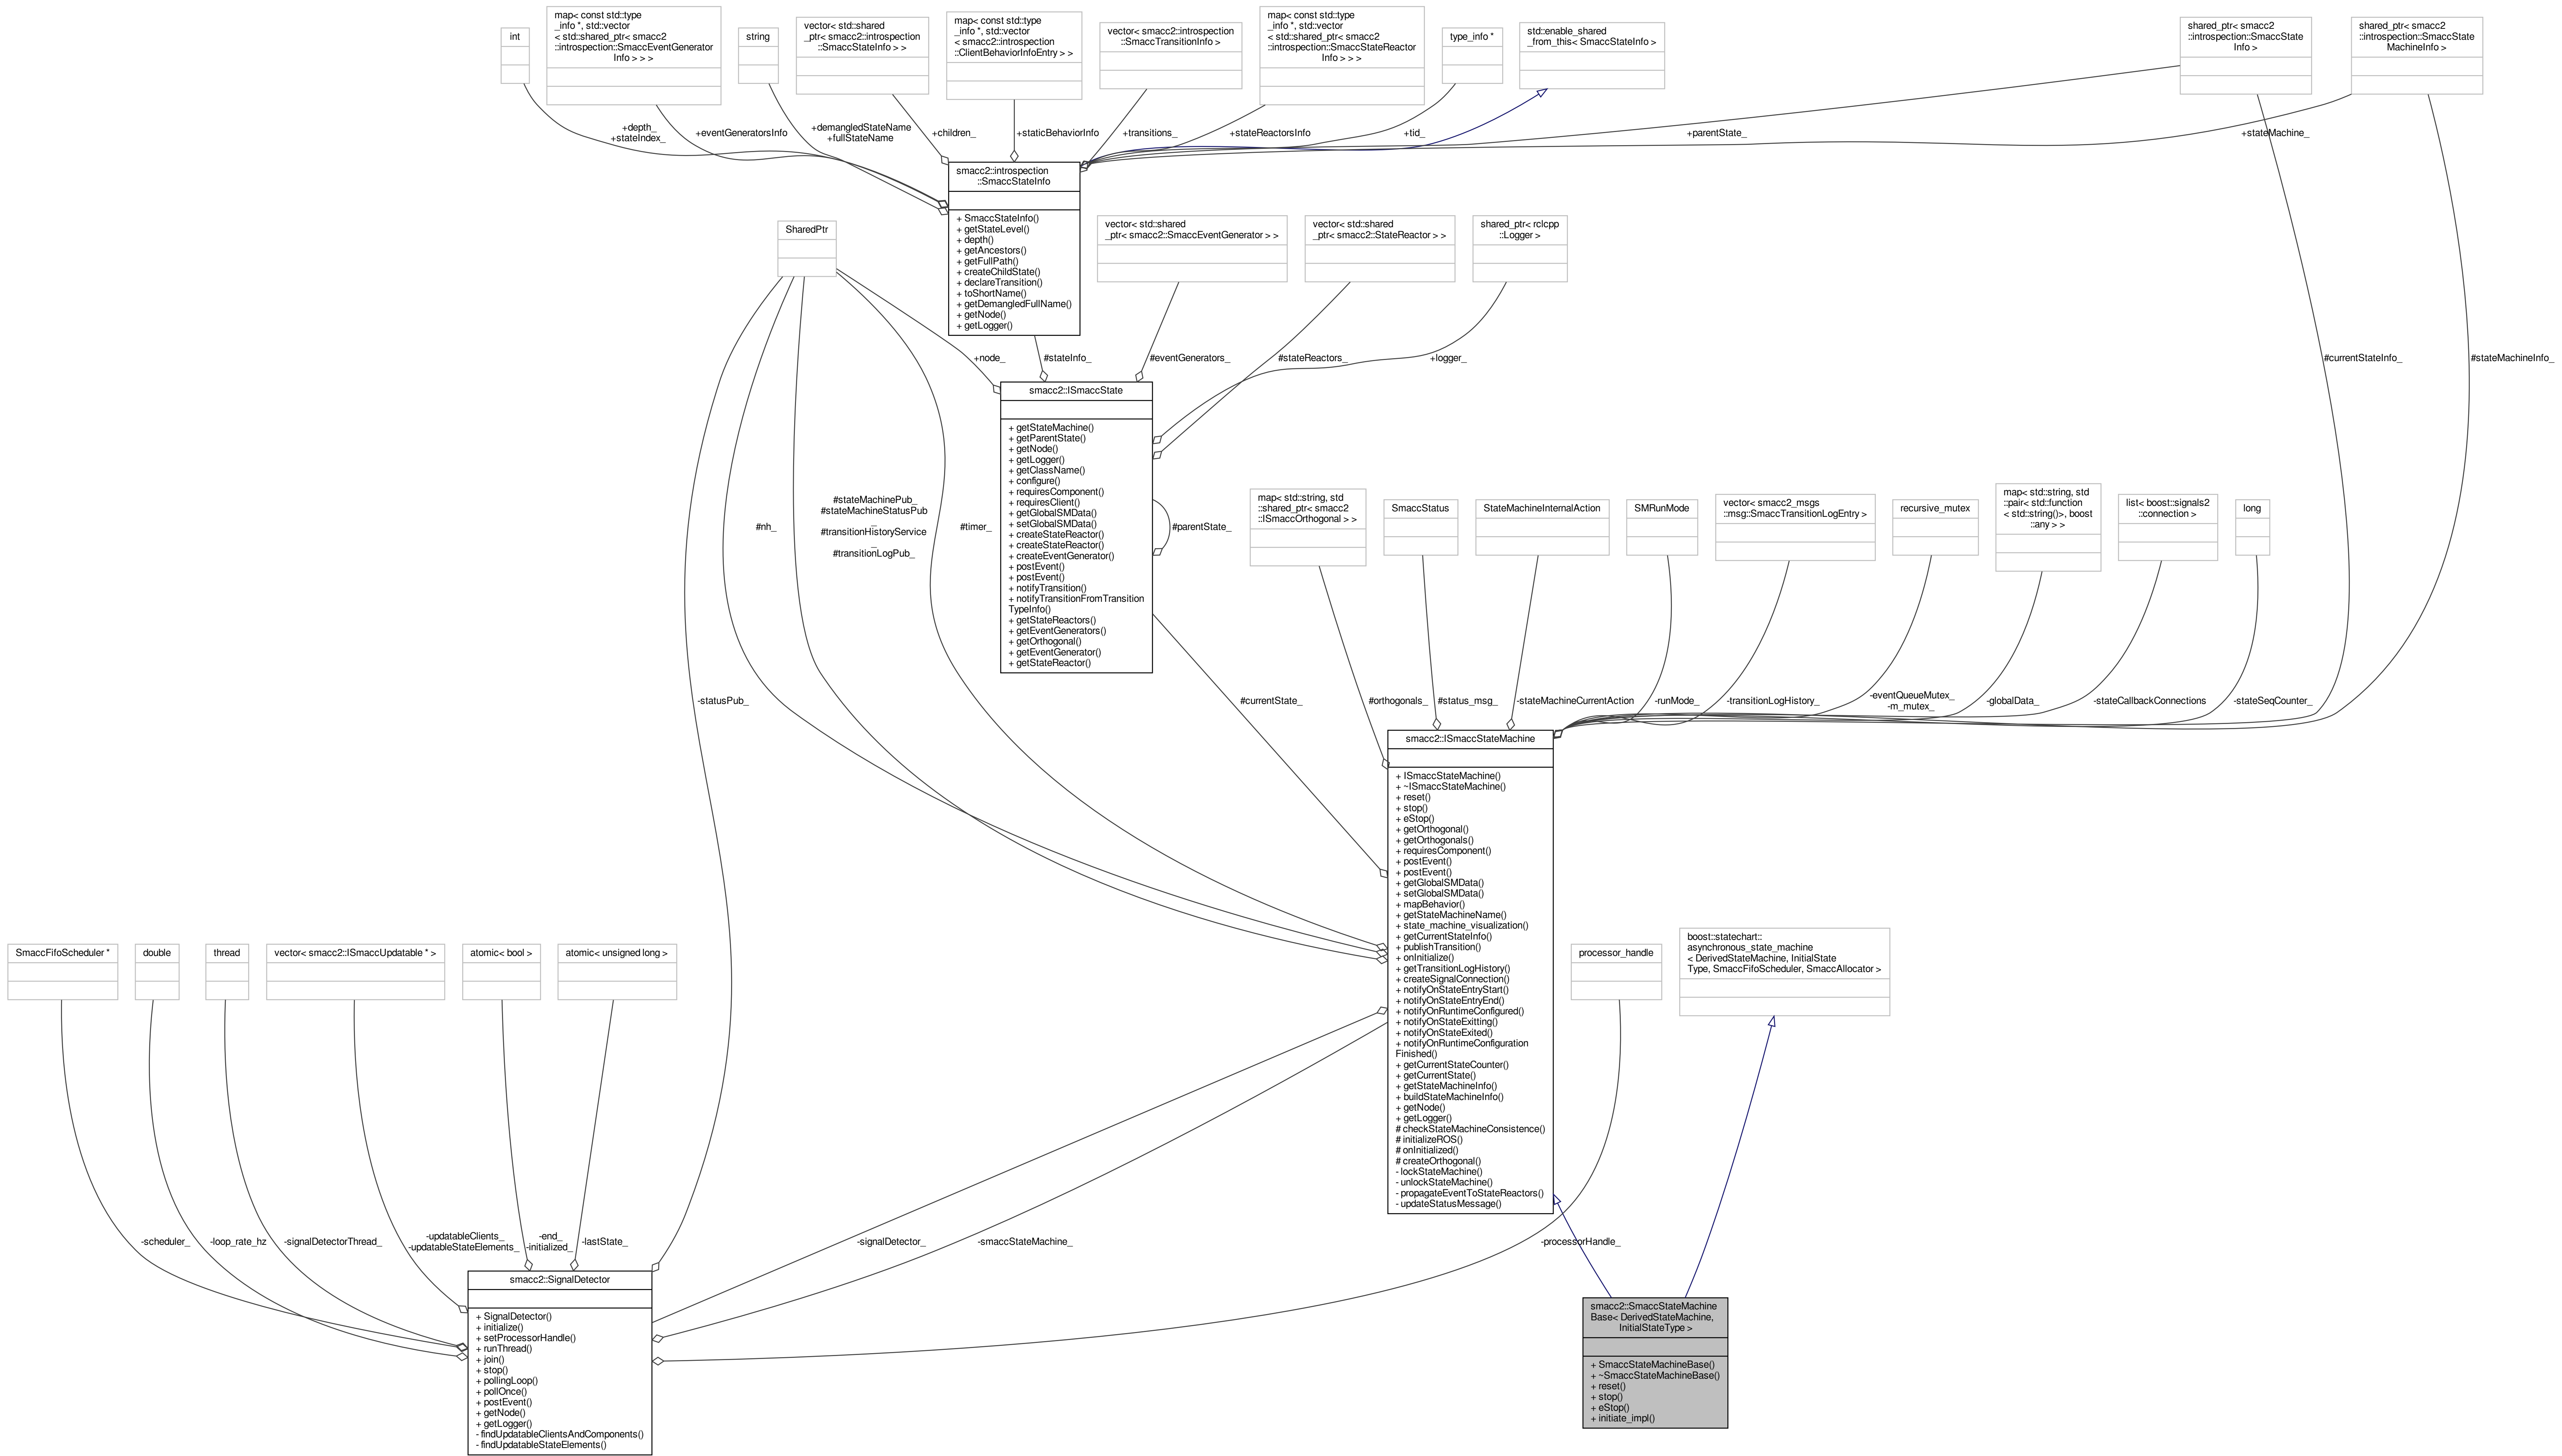 int
map< const std::type
_info *, std::vector
< std::shared_ptr< smacc2
::introspection::SmaccEventGenerator
Info > > >
string
vector< std::shared
_ptr< smacc2::introspection
::SmaccStateInfo > >
map< const std::type
_info *, std::vector
< smacc2::introspection
::ClientBehaviorInfoEntry > >
vector< smacc2::introspection
::SmaccTransitionInfo >
map< const std::type
_info *, std::vector
< std::shared_ptr< smacc2
::introspection::SmaccStateReactor
Info > > >
type_info *
std::enable_shared
_from_this< SmaccStateInfo >
shared_ptr< smacc2
::introspection::SmaccState
Info >
shared_ptr< smacc2
::introspection::SmaccState
MachineInfo >
+depth_
+stateIndex_
+eventGeneratorsInfo
+demangledStateName
+fullStateName
+children_
+staticBehaviorInfo
+transitions_
+stateReactorsInfo
+tid_
+parentState_
+stateMachine_
smacc2::introspection
::SmaccStateInfo
+ SmaccStateInfo()
+ getStateLevel()
+ depth()
+ getAncestors()
+ getFullPath()
+ createChildState()
+ declareTransition()
+ toShortName()
+ getDemangledFullName()
+ getNode()
+ getLogger()
SharedPtr
vector< std::shared
_ptr< smacc2::SmaccEventGenerator > >
vector< std::shared
_ptr< smacc2::StateReactor > >
shared_ptr< rclcpp
::Logger >
+node_
#stateInfo_
#eventGenerators_
#stateReactors_
+logger_
#currentStateInfo_
#stateMachineInfo_
smacc2::ISmaccState
+ getStateMachine()
+ getParentState()
+ getNode()
+ getLogger()
+ getClassName()
+ configure()
+ requiresComponent()
+ requiresClient()
+ getGlobalSMData()
+ setGlobalSMData()
+ createStateReactor()
+ createStateReactor()
+ createEventGenerator()
+ postEvent()
+ postEvent()
+ notifyTransition()
+ notifyTransitionFromTransition
TypeInfo()
+ getStateReactors()
+ getEventGenerators()
+ getOrthogonal()
+ getEventGenerator()
+ getStateReactor()
#nh_
#stateMachinePub_
#stateMachineStatusPub
_
#transitionHistoryService
_
#transitionLogPub_
#timer_
#parentState_
map< std::string, std
::shared_ptr< smacc2
::ISmaccOrthogonal > >
SmaccStatus
StateMachineInternalAction
SMRunMode
vector< smacc2_msgs
::msg::SmaccTransitionLogEntry >
recursive_mutex
map< std::string, std
::pair< std::function
< std::string()>, boost
::any > >
list< boost::signals2
::connection >
long
-statusPub_
#currentState_
#orthogonals_
#status_msg_
-stateMachineCurrentAction
-runMode_
-transitionLogHistory_
-eventQueueMutex_
-m_mutex_
-globalData_
-stateCallbackConnections
-stateSeqCounter_
smacc2::ISmaccStateMachine
+ ISmaccStateMachine()
+ ~ISmaccStateMachine()
+ reset()
+ stop()
+ eStop()
+ getOrthogonal()
+ getOrthogonals()
+ requiresComponent()
+ postEvent()
+ postEvent()
+ getGlobalSMData()
+ setGlobalSMData()
+ mapBehavior()
+ getStateMachineName()
+ state_machine_visualization()
+ getCurrentStateInfo()
+ publishTransition()
+ onInitialize()
+ getTransitionLogHistory()
+ createSignalConnection()
+ notifyOnStateEntryStart()
+ notifyOnStateEntryEnd()
+ notifyOnRuntimeConfigured()
+ notifyOnStateExitting()
+ notifyOnStateExited()
+ notifyOnRuntimeConfiguration
Finished()
+ getCurrentStateCounter()
+ getCurrentState()
+ getStateMachineInfo()
+ buildStateMachineInfo()
+ getNode()
+ getLogger()
# checkStateMachineConsistence()
# initializeROS()
# onInitialized()
# createOrthogonal()
- lockStateMachine()
- unlockStateMachine()
- propagateEventToStateReactors()
- updateStatusMessage()
SmaccFifoScheduler *
double
thread
vector< smacc2::ISmaccUpdatable * >
atomic< bool >
atomic< unsigned long >
processor_handle
boost::statechart::
asynchronous_state_machine
< DerivedStateMachine, InitialState
Type, SmaccFifoScheduler, SmaccAllocator >
-scheduler_
-loop_rate_hz
-signalDetectorThread_
-updatableClients_
-updatableStateElements_
-end_
-initialized_
-lastState_
-signalDetector_
-smaccStateMachine_
-processorHandle_
smacc2::SignalDetector
+ SignalDetector()
+ initialize()
+ setProcessorHandle()
+ runThread()
+ join()
+ stop()
+ pollingLoop()
+ pollOnce()
+ postEvent()
+ getNode()
+ getLogger()
- findUpdatableClientsAndComponents()
- findUpdatableStateElements()
smacc2::SmaccStateMachine
Base< DerivedStateMachine,
InitialStateType >
+ SmaccStateMachineBase()
+ ~SmaccStateMachineBase()
+ reset()
+ stop()
+ eStop()
+ initiate_impl()